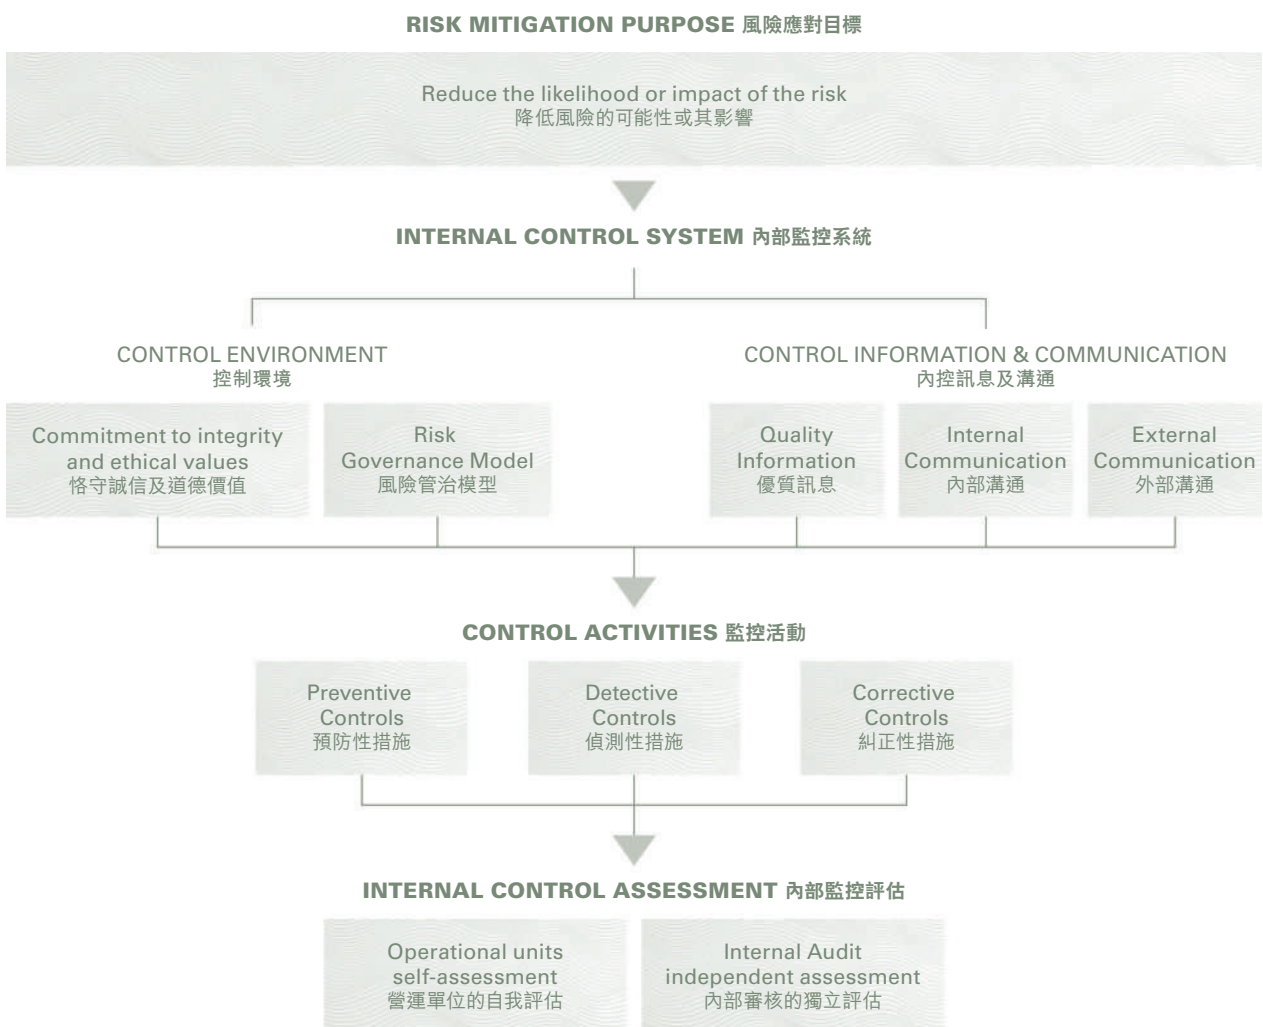 RISK MITIGATION PURPOSE 風險應對目標
Reduce the likelihood or impact of the risk
降低風險的可能性或其影響
INTERNAL CONTROL SYSTEM 內部監控系統
CONTROL ENVIRONMENT
控制環境
CONTROL INFORMATION & COMMUNICATION
內控訊息及溝通
Commitment to integrity
and ethical values
恪守誠信及道德價值
Risk
Governance Model
風險管治模型
Quality
Information
優質訊息
Internal
Communication
內部溝通
External
Communication
外部溝通
CONTROL ACTIVITIES 監控活動
Preventive
Controls
預防性措施
Detective
Controls
偵測性措施
Corrective
Controls
糾正性措施
INTERNAL CONTROL ASSESSMENT 內部監控評估
Operational units
self-assessment
營運單位的自我評估
Internal Audit
independent assessment
內部審核的獨立評估